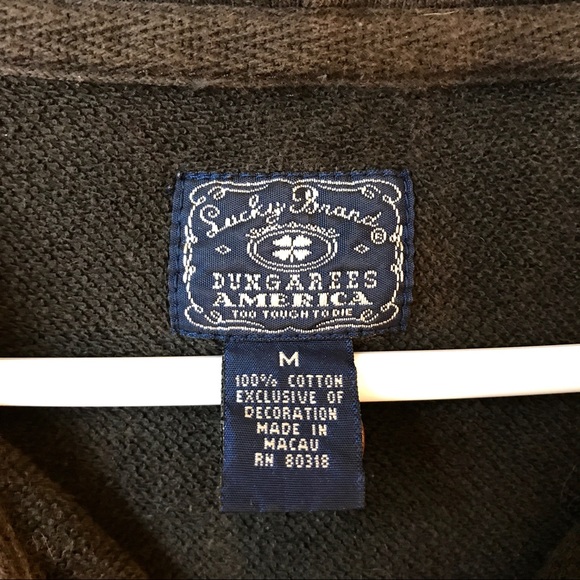 Lucky Brand®
DUNGAREES
AMERICA
TOO TOUGH TO DIE
M
100% COTTON
EXCLUSIVE OF
DECORATION
MADE IN
MACAU
RN 80318